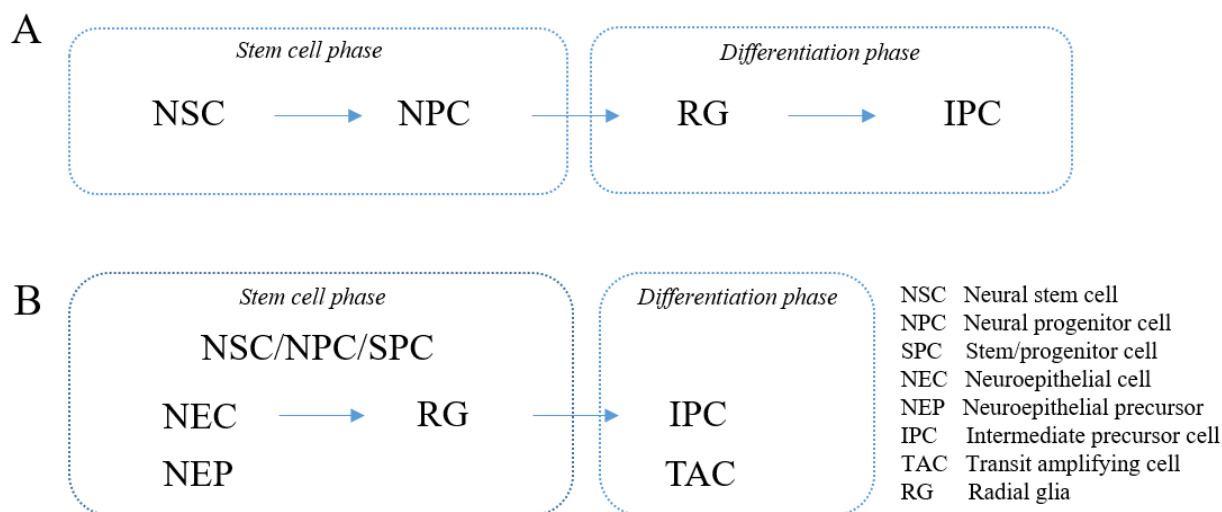 A
Stem cell phase
Differentiation phase
NSC NPC RG IPC
B
Stem cell phase
Differentiation phase
NSC/NPC/SPC
NEC RG IPC
NEP TAC
NSC Neural stem cell
NPC Neural progenitor cell
SPC Stem/progenitor cell
NEC Neuroepithelial cell
NEP Neuroepithelial precursor
IPC Intermediate precursor cell
TAC Transit amplifying cell
RG Radial glia